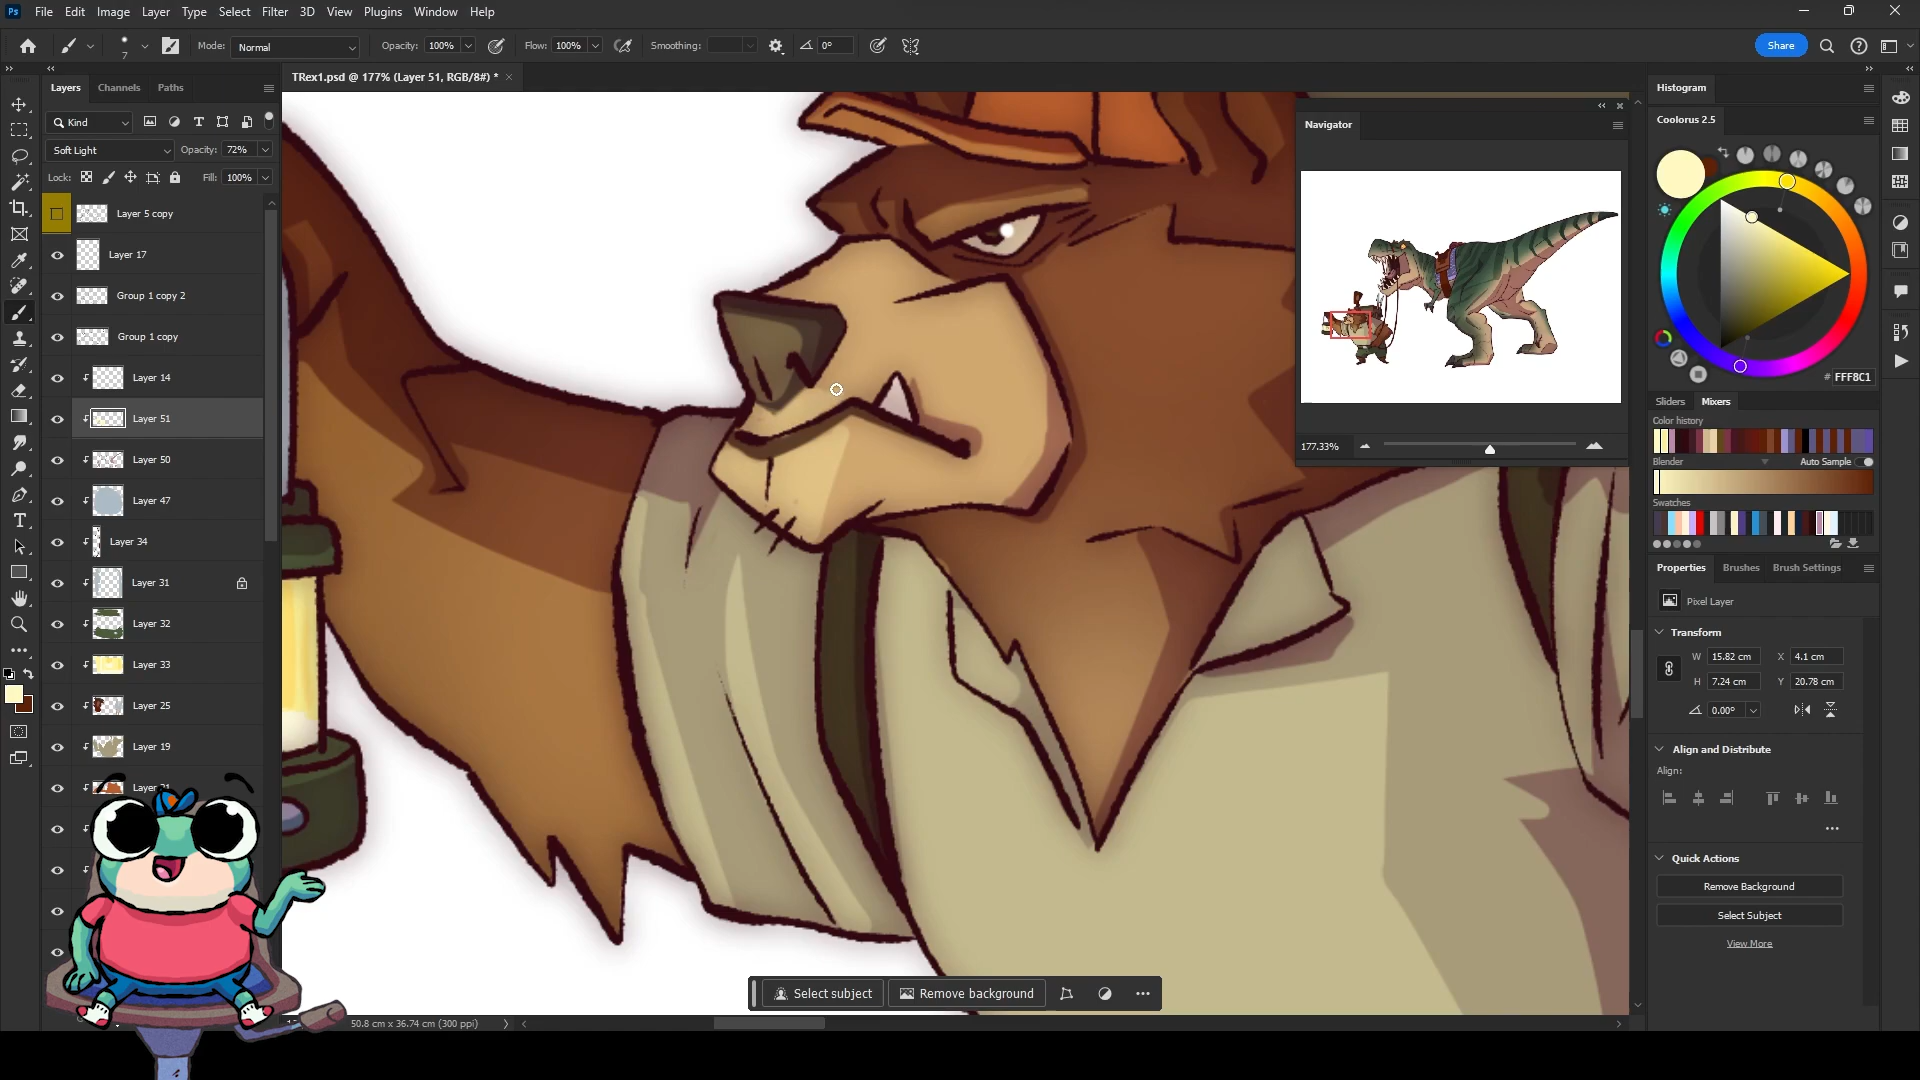 Ps File Edit Image Layer Type Select Filter 3D View Plugins Window Help
7 Mode: Normal Opacity: 100% Flow: 100% Smoothing: 0° Share
Layers Channels Paths
TRex1.psd @ 177% (Layer 51, RGB/8#) *
Kind
Soft Light Opacity: 72%
Lock: Fill: 100%
Layer 5 copy
Layer 17
Group 1 copy 2
Group 1 copy
Layer 14
Layer 51
Layer 50
Layer 47
Layer 34
Layer 31
Layer 32
Layer 33
Layer 25
Layer 19
Navigator
177.33%
Select subject Remove background
50.8 cm x 36.74 cm (300 ppi)
Histogram
Coolorus 2.5
# FFF8C1
Sliders Mixers
Color history
Blender Auto Sample
Swatches
Properties Brushes Brush Settings
Pixel Layer
Transform
W 15.82 cm X 4.1 cm
H 7.24 cm Y 20.78 cm
0.00°
Align and Distribute
Align:
Quick Actions
Remove Background
Select Subject
View More